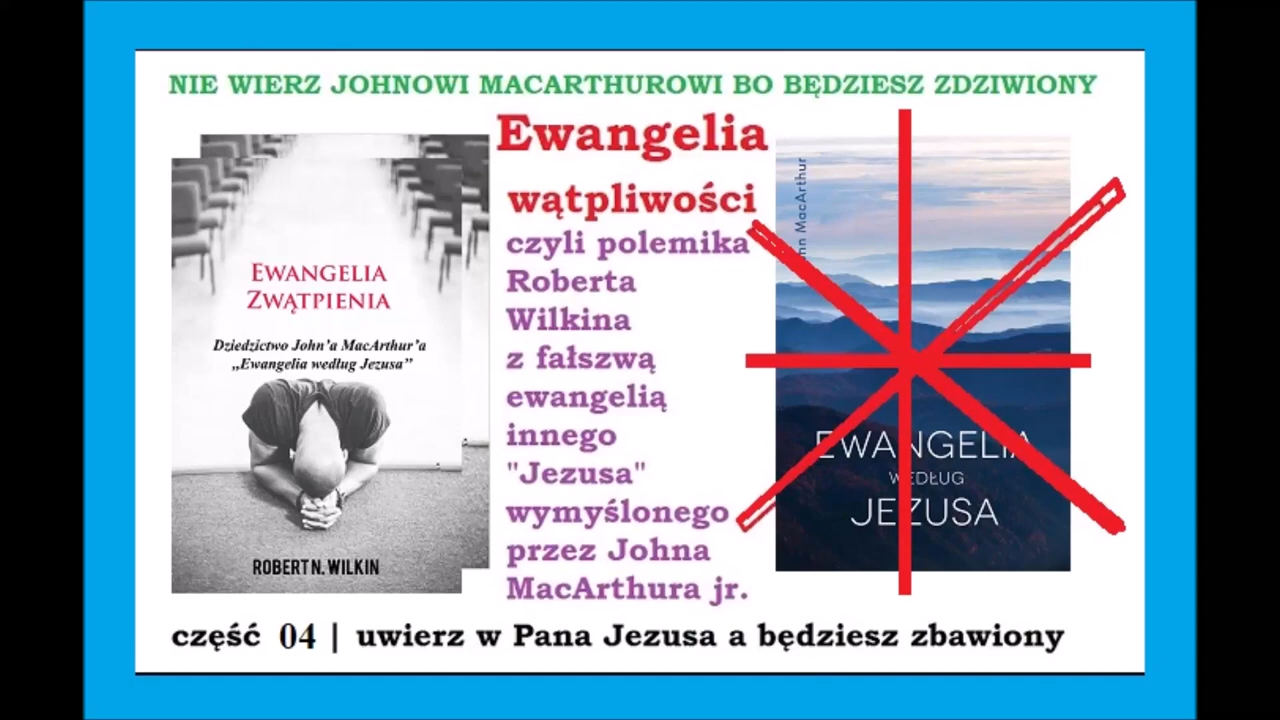 NIE WIERZ JOHNOWI MACARTHUROWI BO BĘDZIESZ ZDZIWIONY
EWANGELIA
ZWĄTPIENIA
Dziedzictwo John'a MacArthur'a
„Ewangelia według Jezusa”
ROBERT N. WILKIN
Ewangelia
wątpliwości
czyli polemika
Roberta
Wilkina
z fałszwą
ewangelią
innego
"Jezusa"
wymyślonego
przez Johna
MacArthura jr.
MacArthur
EWANGELIA
WEDŁUG
JEZUSA
część 04 | uwierz w Pana Jezusa a będziesz zbawiony